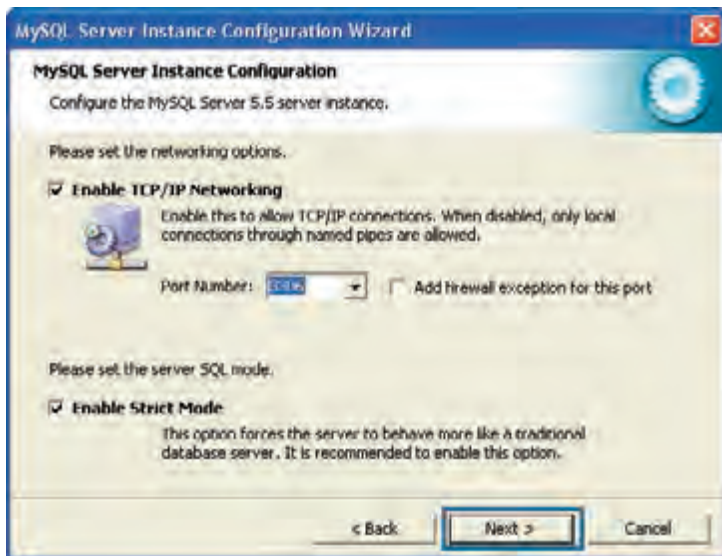 MySQL Server Instance Configuration Wizard
MySQL Server Instance Configuration
Configure the MySQL Server 5.5 server instance.
Please set the networking options.
Enable TCP/IP Networking
Enable this to allow TCP/IP connections. When disabled, only local
connections through named pipes are allowed.
Port Number: 3306 Add firewall exception for this port
Please set the server SQL mode.
Enable Strict Mode
This option forces the server to behave more like a traditional
database server. It is recommended to enable this option.
< Back Next > Cancel